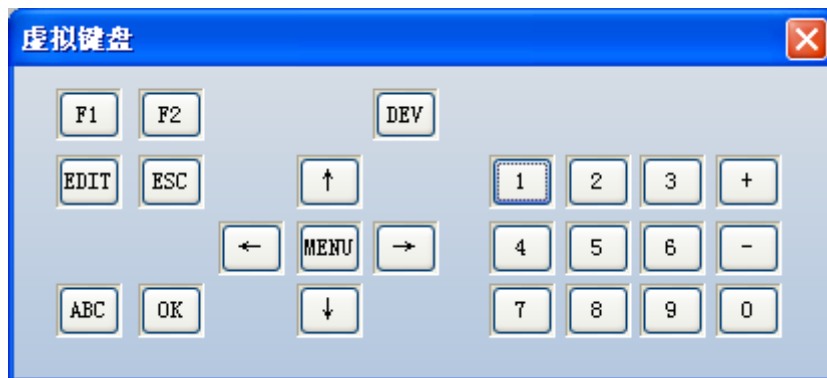 虚拟键盘
F1 F2 DEV
EDIT ESC ↑ 1 2 3 +
← MENU → 4 5 6 -
ABC OK ↓ 7 8 9 0